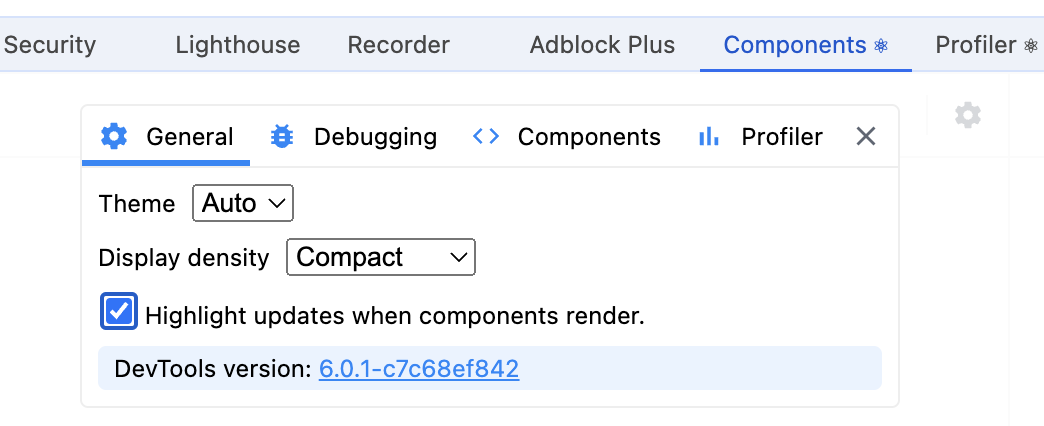 Security Lighthouse Recorder Adblock Plus Components ⚛ Profiler ⚛
General Debugging Components Profiler
Theme Auto
Display density Compact
Highlight updates when components render.
DevTools version: 6.0.1-c7c68ef842